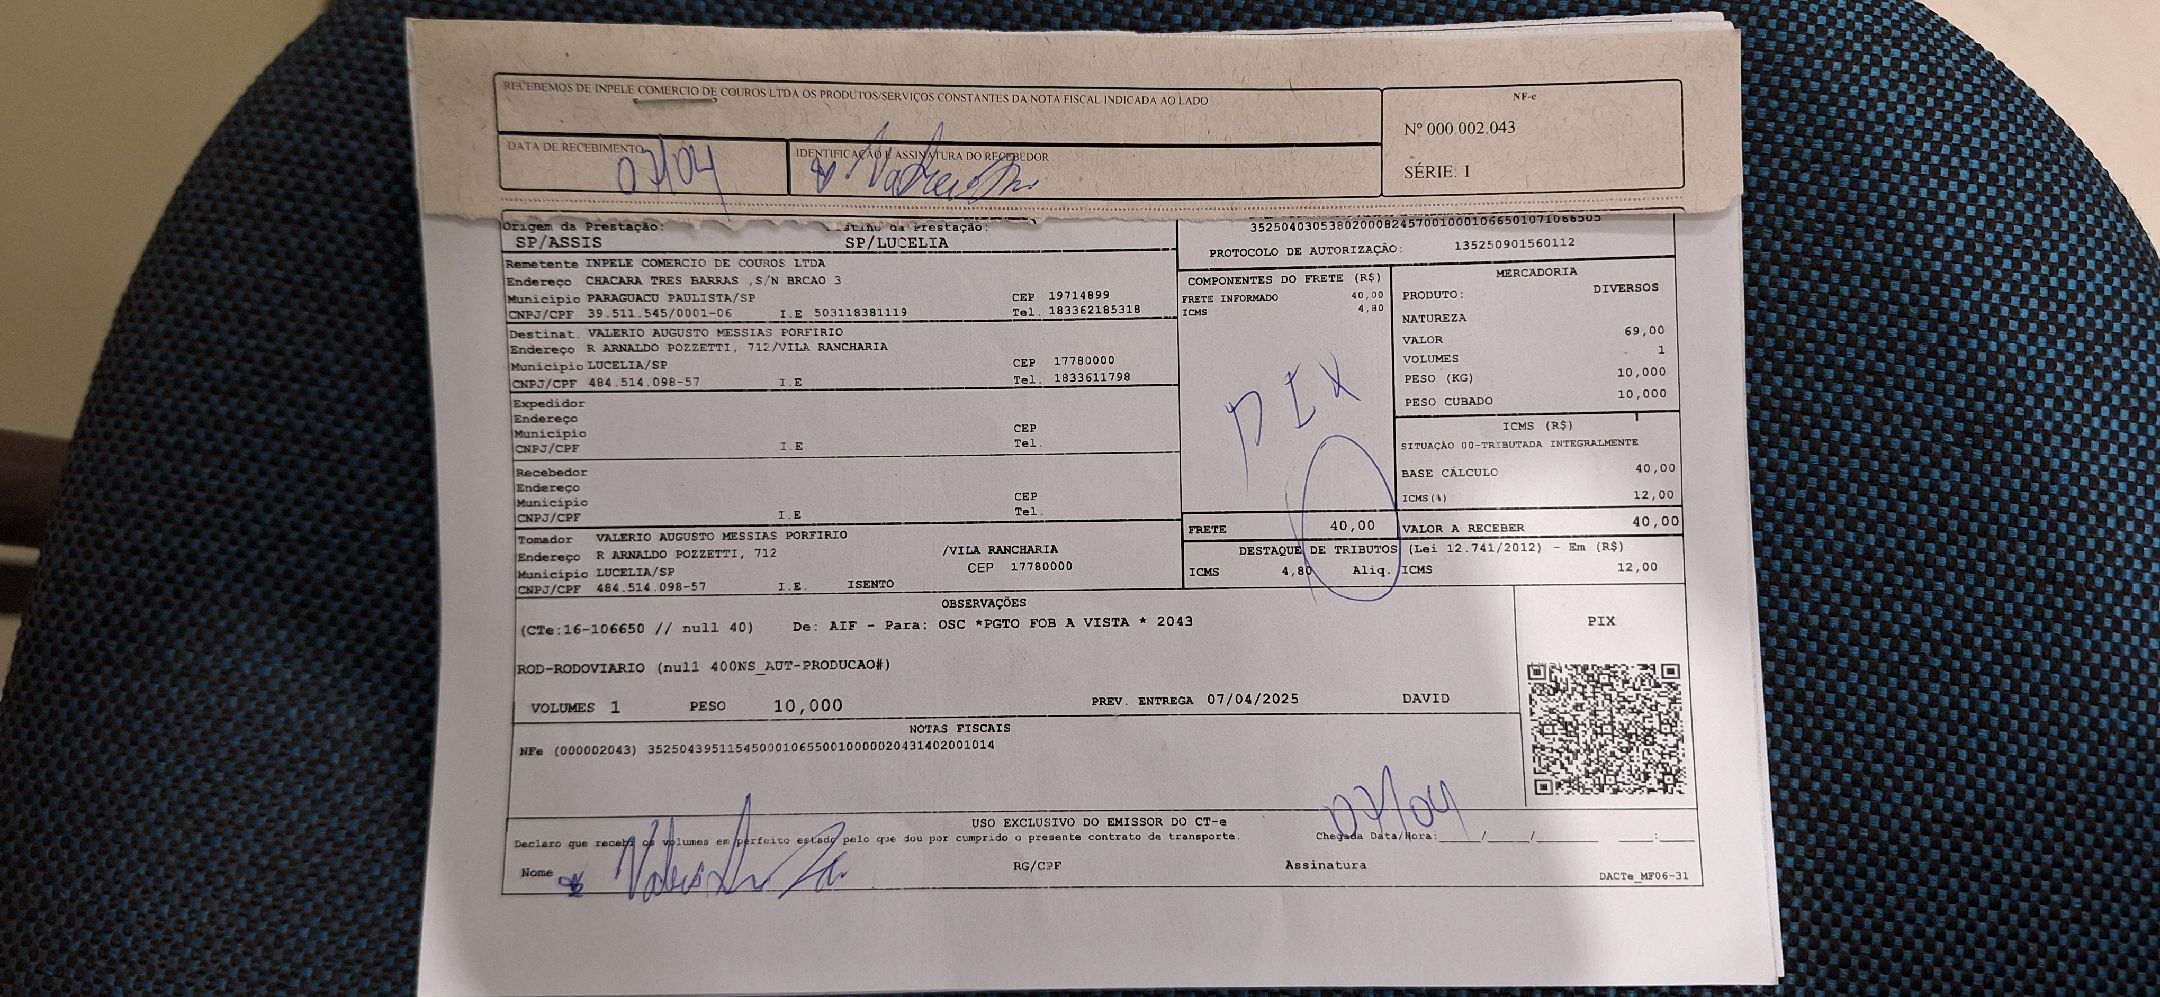 RECEBEMOS DE INPELE COMERCIO DE COUROS LTDA OS PRODUTOS/SERVIÇOS CONSTANTES DA NOTA FISCAL INDICADA AO LADO
NF-e
Nº 000.002.043
SÉRIE: 1
DATA DE RECEBIMENTO
07/04
IDENTIFICAÇÃO E ASSINATURA DO RECEBEDOR
Origem da Prestação:
SP/ASSIS
Prestação:
SP/LUCELIA
PROTOCOLO DE AUTORIZAÇÃO: 135250901560112
Remetente INPELE COMERCIO DE COUROS LTDA
Endereço CHACARA TRES BARRAS ,S/N BRCAO 3
Município PARAGUACU PAULISTA/SP CEP 19714899
CNPJ/CPF 39.511.545/0001-06 I.E 503118381119 Tel. 183362185318
Destinat. VALERIO AUGUSTO MESSIAS PORFIRIO
Endereço R ARNALDO POZZETTI, 712/VILA RANCHARIA
Município LUCELIA/SP CEP 17780000
CNPJ/CPF 484.514.098-57 I.E Tel. 1833611798
Expedidor
Endereço
Município CEP
CNPJ/CPF I.E Tel.
Recebedor
Endereço
Município CEP
CNPJ/CPF I.E Tel.
Tomador VALERIO AUGUSTO MESSIAS PORFIRIO
Endereço R ARNALDO POZZETTI, 712 /VILA RANCHARIA
Município LUCELIA/SP CEP 17780000
CNPJ/CPF 484.514.098-57 I.E. ISENTO
COMPONENTES DO FRETE (R$)
FRETE INFORMADO 40,00
ICMS 4,80
PIX
FRETE 40,00
MERCADORIA
PRODUTO: DIVERSOS
NATUREZA
VALOR 69,00
VOLUMES 1
PESO (KG) 10,000
PESO CUBADO 10,000
ICMS (R$)
SITUAÇÃO 00-TRIBUTADA INTEGRALMENTE
BASE CÁLCULO 40,00
ICMS(%) 12,00
VALOR A RECEBER 40,00
DESTAQUE DE TRIBUTOS (Lei 12.741/2012) - Em (R$)
ICMS 4,80 Aliq. ICMS 12,00
OBSERVAÇÕES
(CTe:16-106650 // null 40) De: AIF - Para: OSC *PGTO FOB A VISTA * 2043
ROD-RODOVIARIO (null 400NS_AUT-PRODUCAO#)
VOLUMES 1 PESO 10,000 PREV. ENTREGA 07/04/2025 DAVID
PIX
NOTAS FISCAIS
NFe (000002043) 35250439511545000106550010000020431402001014
USO EXCLUSIVO DO EMISSOR DO CT-e
Declaro que recebi os volumes em perfeito estado pelo que dou por cumprido o presente contrato de transporte.
Chegada Data/Hora:____/____/______ ____:____
07/04
Nome RG/CPF Assinatura
DACTe_MF06-31